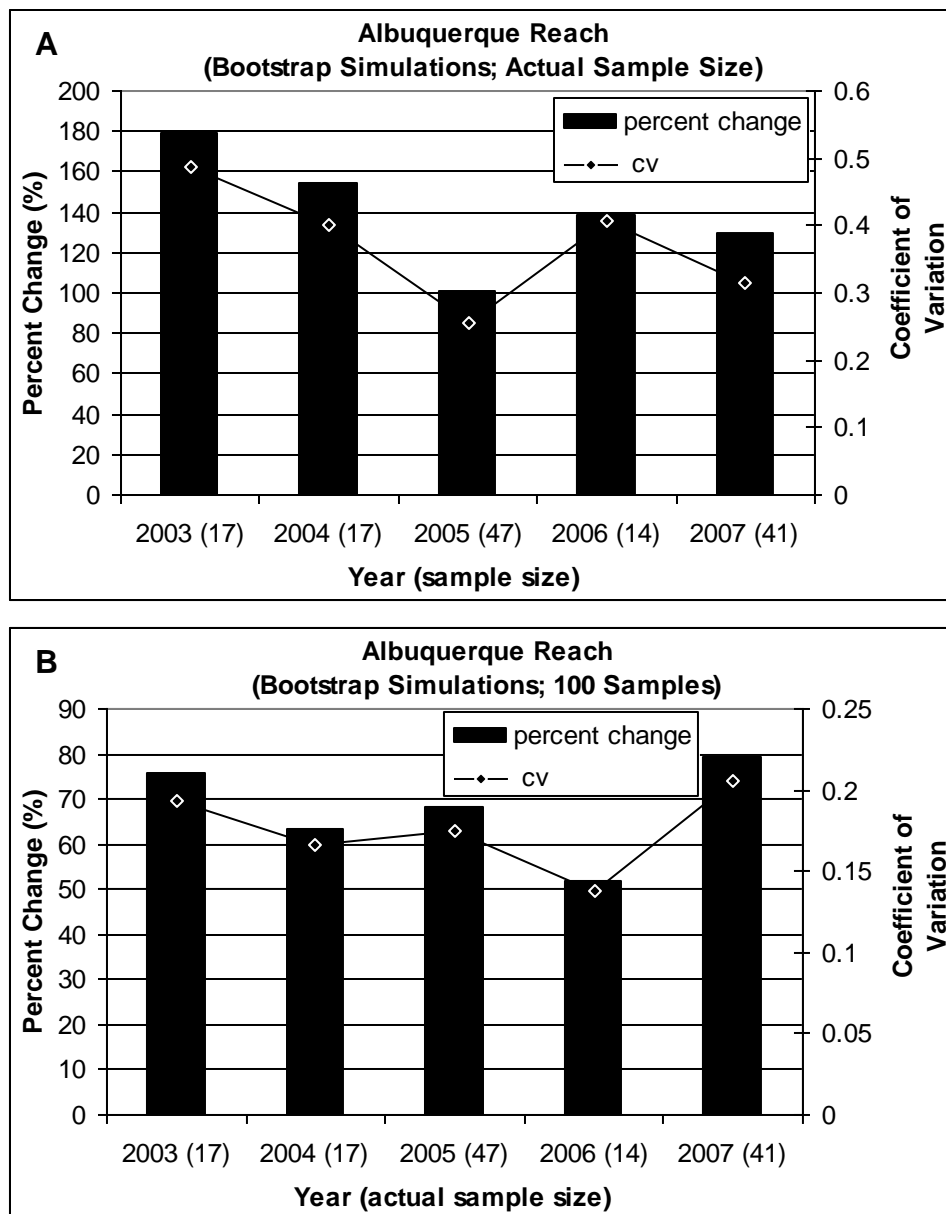 A
Albuquerque Reach
(Bootstrap Simulations; Actual Sample Size)
percent change
cv
Percent Change (%)
200
180
160
140
120
100
80
60
40
20
0
0.6
0.5
0.4
0.3
0.2
0.1
0
Coefficient of
Variation
2003 (17) 2004 (17) 2005 (47) 2006 (14) 2007 (41)
Year (sample size)
B
Albuquerque Reach
(Bootstrap Simulations; 100 Samples)
percent change
cv
Percent Change (%)
90
80
70
60
50
40
30
20
10
0
0.25
0.2
0.15
0.1
0.05
0
Coefficient of
Variation
2003 (17) 2004 (17) 2005 (47) 2006 (14) 2007 (41)
Year (actual sample size)